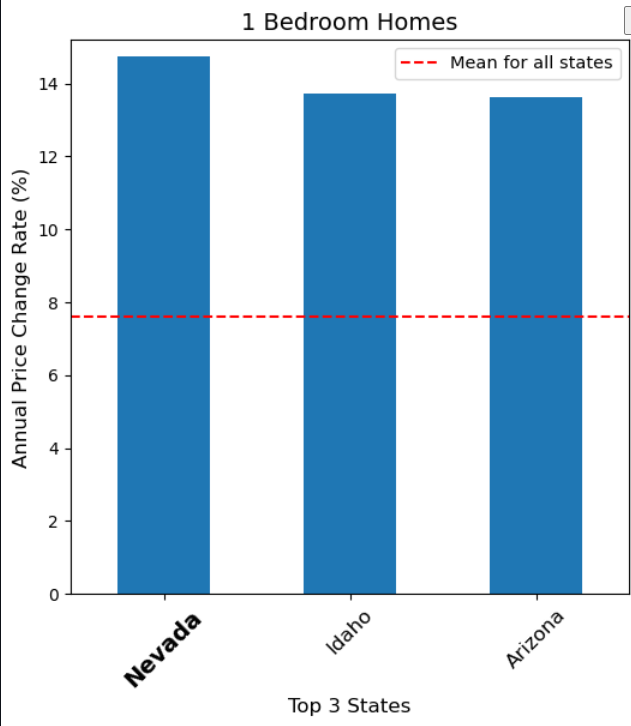 1 Bedroom Homes
Mean for all states
Annual Price Change Rate (%)
14
12
10
8
6
4
2
0
Nevada
Idaho
Arizona
Top 3 States